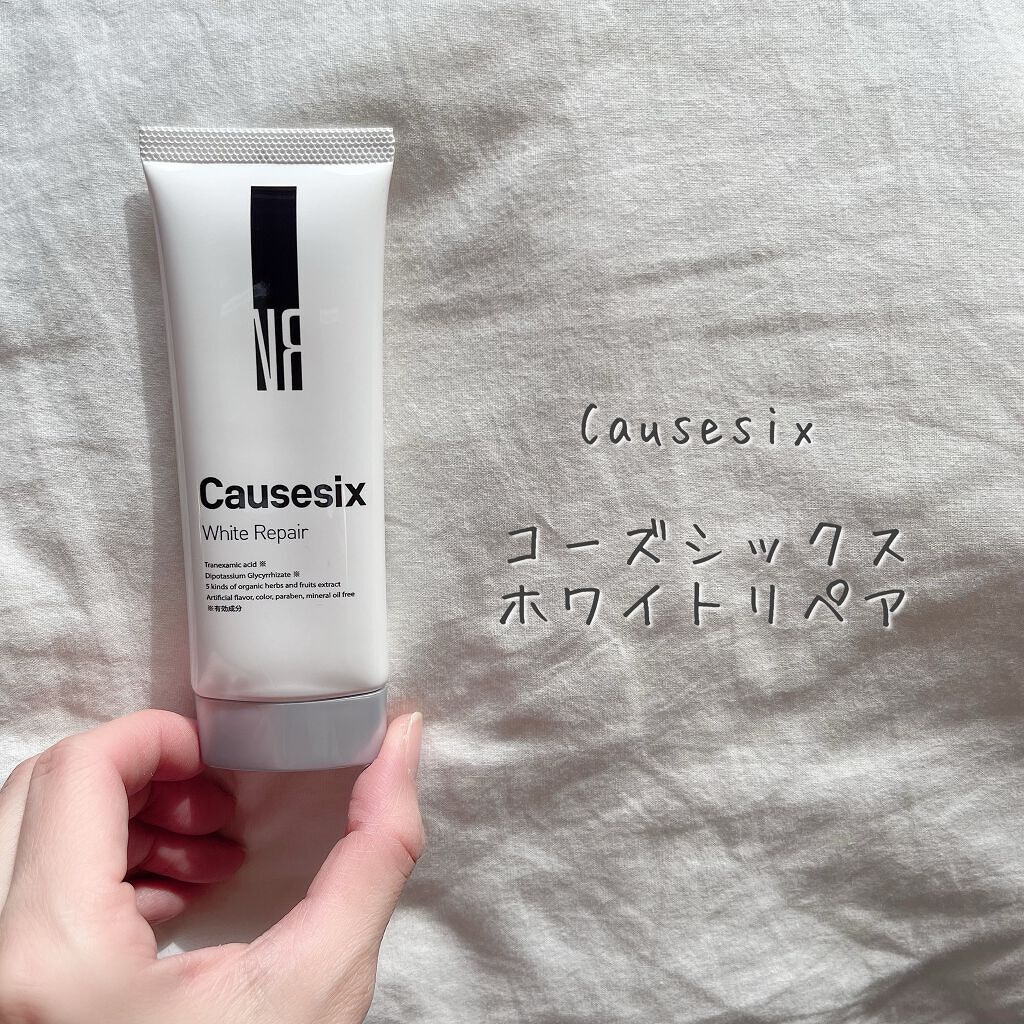 Causesix
White Repair
Tranexamic acid ※
Dipotassium Glycyrrhizate ※
5 kinds of organic herbs and fruits extract
Artificial flavor, color, paraben, mineral oil free
※有効成分
Causesix
コーズシックス
ホワイトリペア